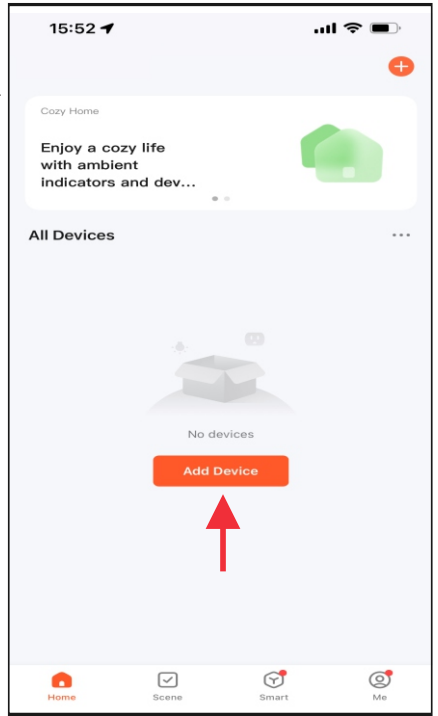 15:52
Cozy Home
Enjoy a cozy life
with ambient
indicators and dev...
All Devices
No devices
Add Device
Home Scene Smart Me